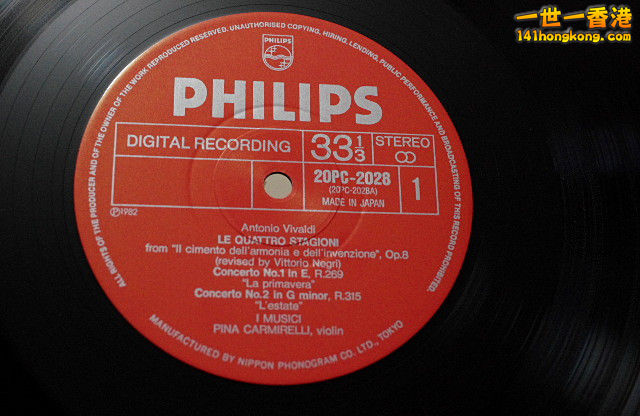 一世一香港
141hongkong.com
ALL RIGHTS OF THE PRODUCER AND OF THE OWNER OF THE WORK REPRODUCED RESERVED. UNAUTHORISED COPYING, HIRING, LENDING, PUBLIC PERFORMANCE AND BROADCASTING OF THIS RECORD PROHIBITED.
PHILIPS
PHILIPS
DIGITAL RECORDING
33 1/3
STEREO
20PC-2028
(20PC-2028A)
MADE IN JAPAN
1
℗1982
Antonio Vivaldi
LE QUATTRO STAGIONI
from "Il cimento dell'armonia e dell'invenzione", Op.8
(revised by Vittorio Negri)
Concerto No.1 in E, R.269
"La primavera"
Concerto No.2 in G minor, R.315
"L'estate"
I MUSICI
PINA CARMIRELLI, violin
MANUFACTURED BY NIPPON PHONOGRAM CO. LTD., TOKYO